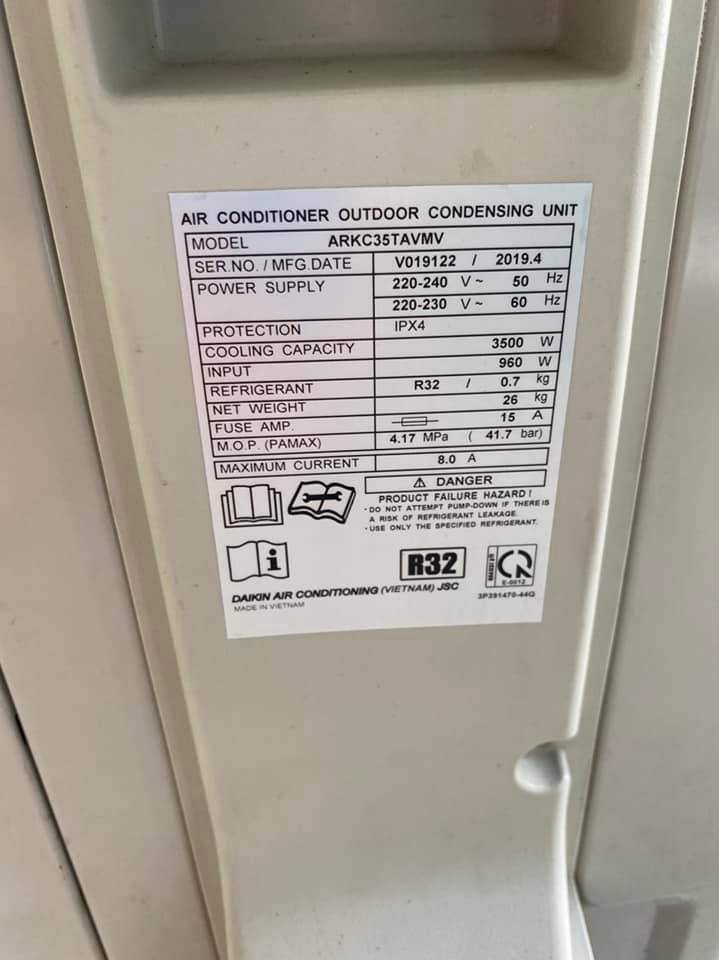 AIR CONDITIONER OUTDOOR CONDENSING UNIT
MODEL ARKC35TAVMV
SER.NO. / MFG.DATE V019122 / 2019.4
POWER SUPPLY 220-240 V ~ 50 Hz
220-230 V ~ 60 Hz
PROTECTION IPX4
COOLING CAPACITY 3500 W
INPUT 960 W
REFRIGERANT R32 / 0.7 kg
NET WEIGHT 26 kg
FUSE AMP. 15 A
M.O.P. (PAMAX) 4.17 MPa ( 41.7 bar)
MAXIMUM CURRENT 8.0 A
⚠ DANGER
PRODUCT FAILURE HAZARD !
· DO NOT ATTEMPT PUMP-DOWN IF THERE IS
A RISK OF REFRIGERANT LEAKAGE.
· USE ONLY THE SPECIFIED REFRIGERANT.
i
R32
E-0012
DAIKIN AIR CONDITIONING (VIETNAM) JSC
3P391470-44Q
MADE IN VIETNAM